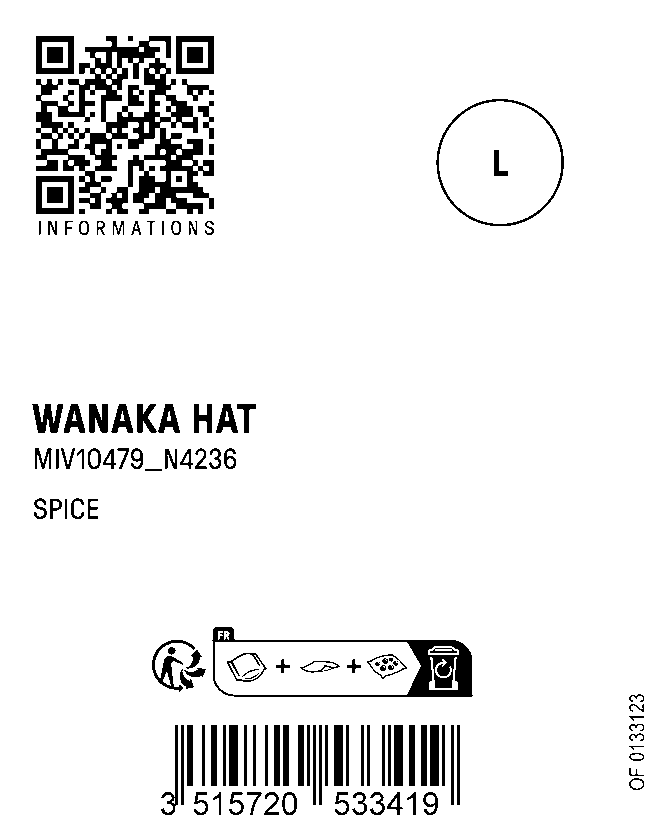 INFORMATIONS
L
WANAKA HAT
MIV10479_N4236
SPICE
FR
3 515720 533419
OF 0133123